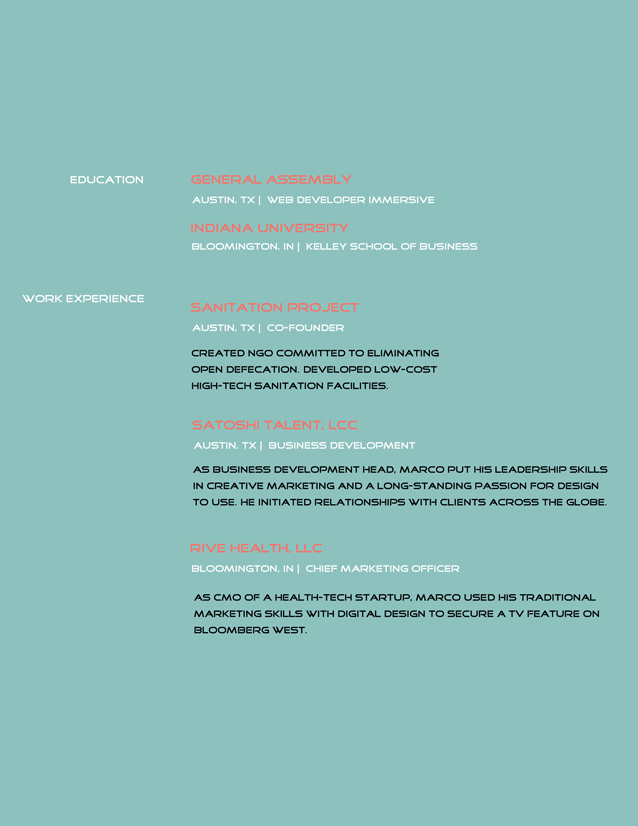 EDUCATION
GENERAL ASSEMBLY
AUSTIN, TX | WEB DEVELOPER IMMERSIVE
INDIANA UNIVERSITY
BLOOMINGTON, IN | KELLEY SCHOOL OF BUSINESS
WORK EXPERIENCE
SANITATION PROJECT
AUSTIN, TX | CO-FOUNDER
CREATED NGO COMMITTED TO ELIMINATING
OPEN DEFECATION. DEVELOPED LOW-COST
HIGH-TECH SANITATION FACILITIES.
SATOSHI TALENT, LCC
AUSTIN, TX | BUSINESS DEVELOPMENT
AS BUSINESS DEVELOPMENT HEAD, MARCO PUT HIS LEADERSHIP SKILLS
IN CREATIVE MARKETING AND A LONG-STANDING PASSION FOR DESIGN
TO USE. HE INITIATED RELATIONSHIPS WITH CLIENTS ACROSS THE GLOBE.
RIVE HEALTH, LLC
BLOOMINGTON, IN | CHIEF MARKETING OFFICER
AS CMO OF A HEALTH-TECH STARTUP, MARCO USED HIS TRADITIONAL
MARKETING SKILLS WITH DIGITAL DESIGN TO SECURE A TV FEATURE ON
BLOOMBERG WEST.